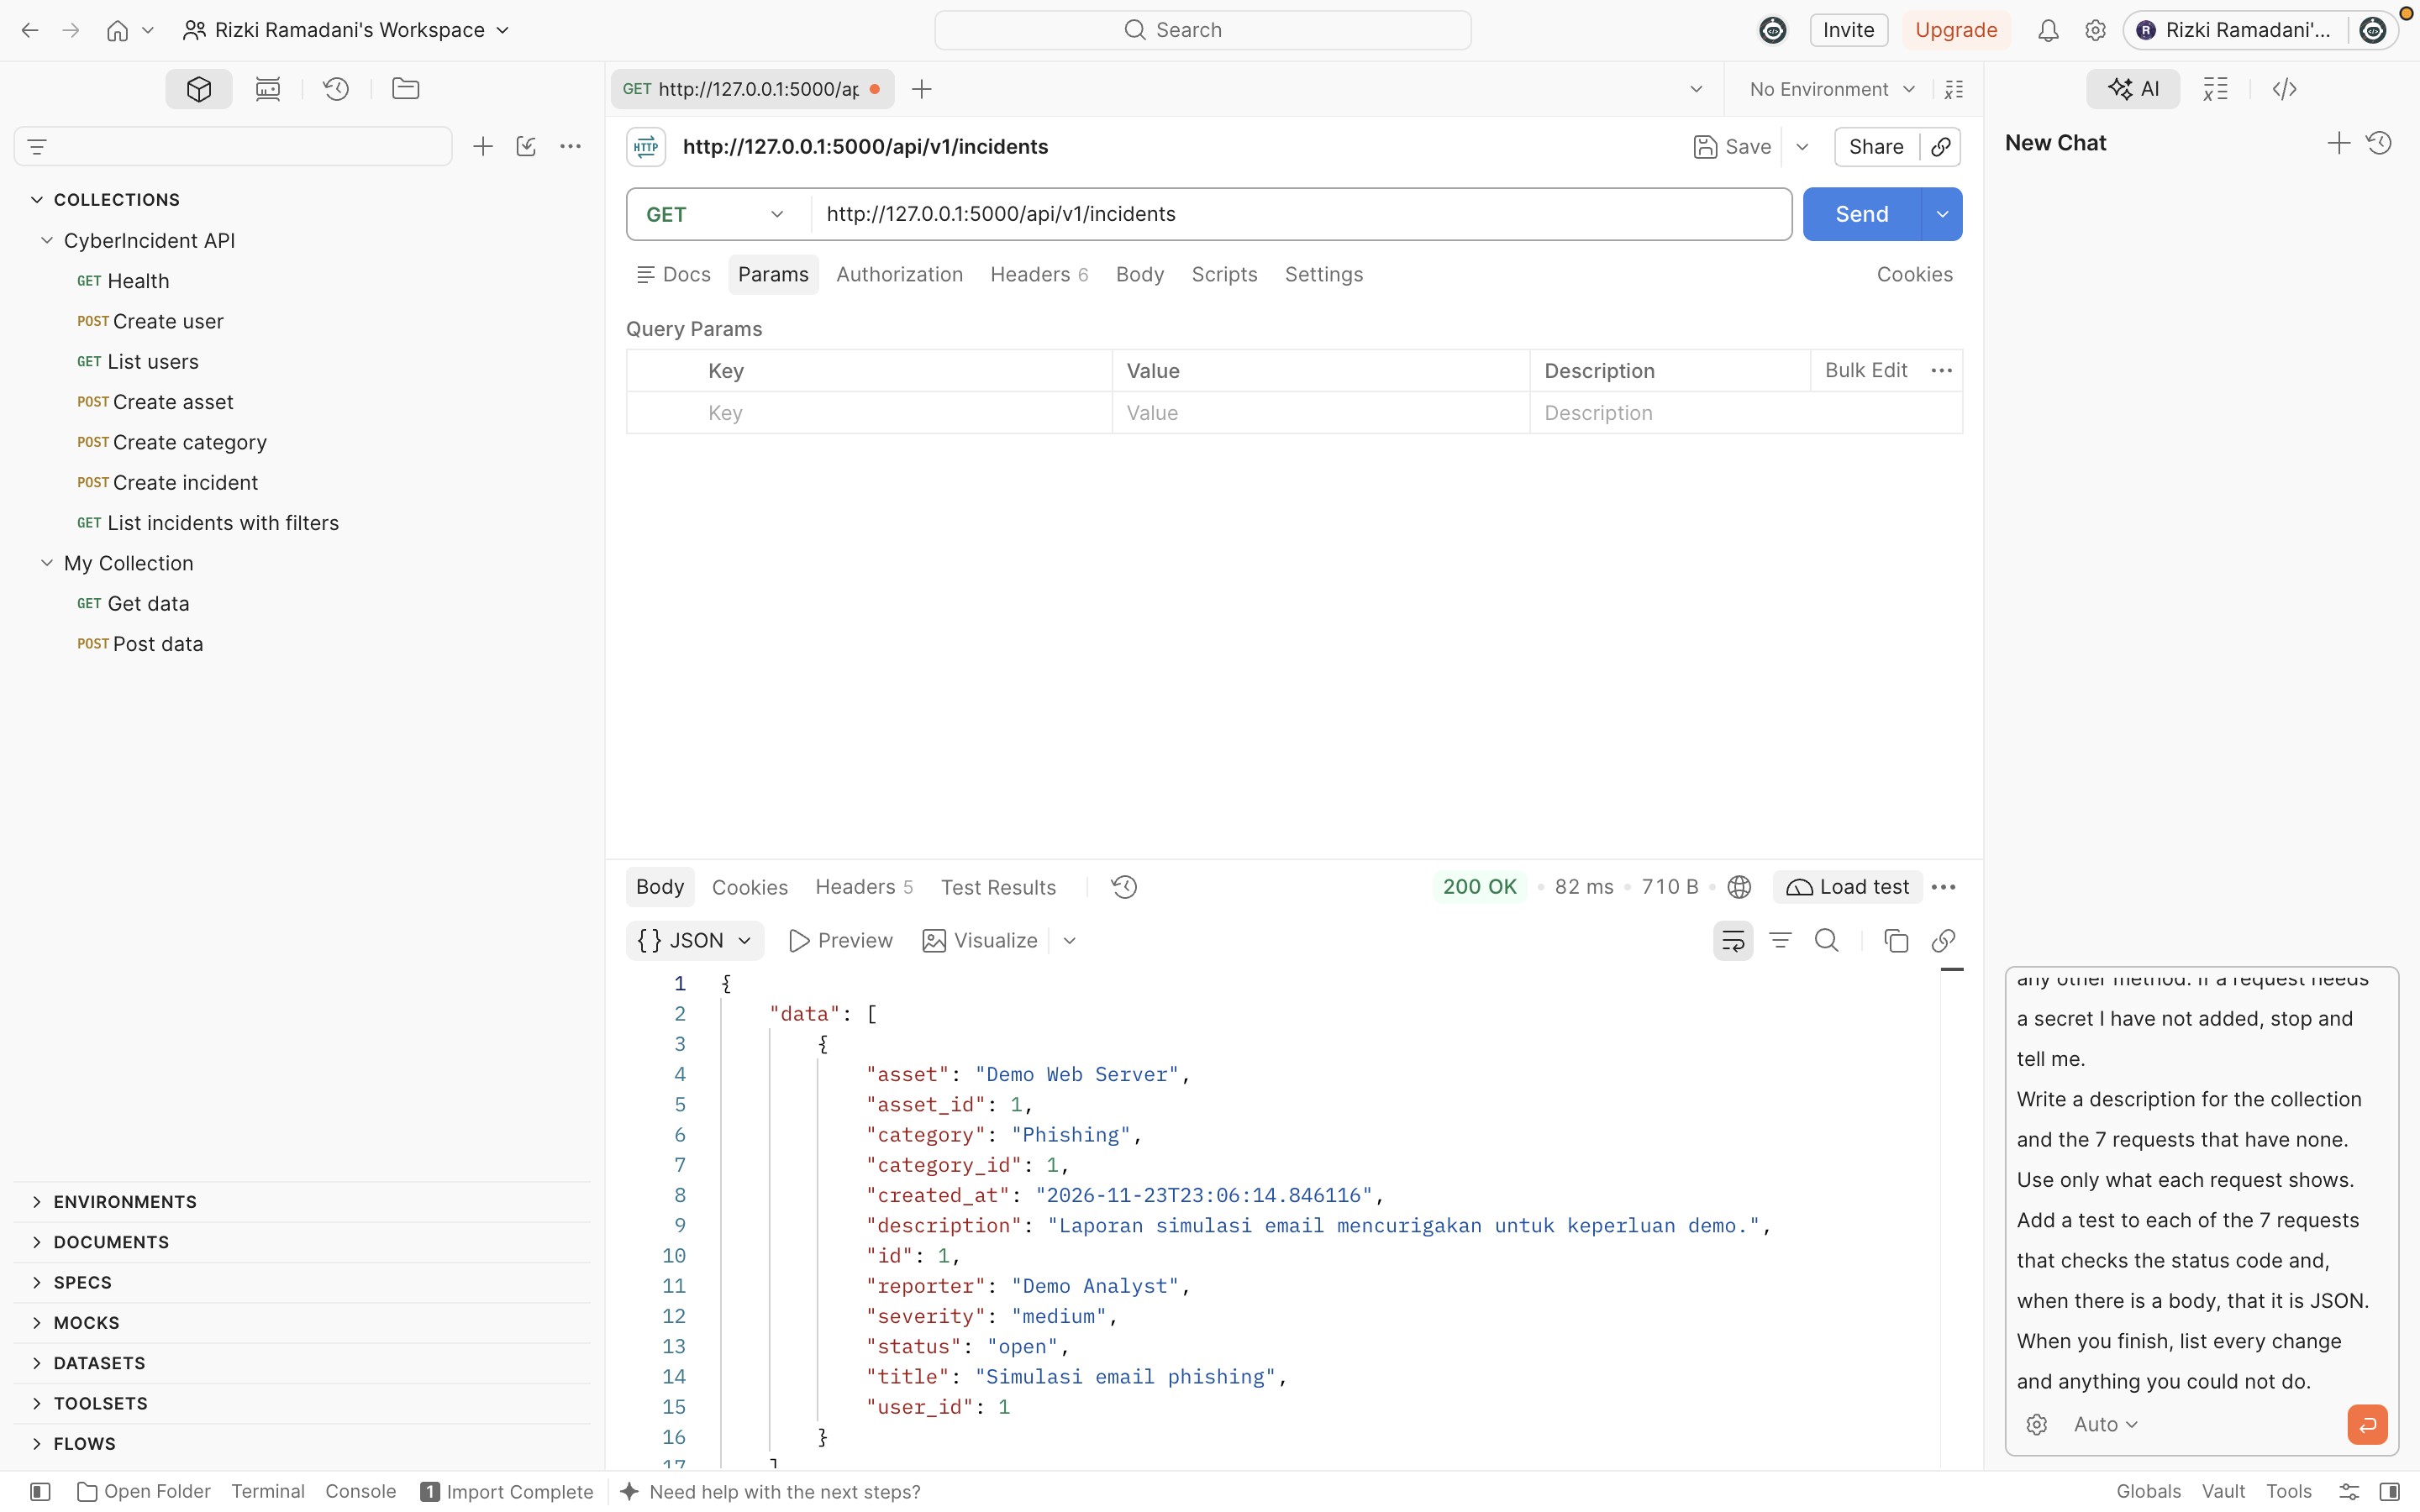 Rizki Ramadani's Workspace
Search
Invite
Upgrade
R
Rizki Ramadani'...
GET http://127.0.0.1:5000/ap
No Environment
AI
HTTP
http://127.0.0.1:5000/api/v1/incidents
Save
Share
New Chat
COLLECTIONS
CyberIncident API
GET Health
POST Create user
GET List users
POST Create asset
POST Create category
POST Create incident
GET List incidents with filters
My Collection
GET Get data
POST Post data
ENVIRONMENTS
DOCUMENTS
SPECS
MOCKS
DATASETS
TOOLSETS
FLOWS
GET
http://127.0.0.1:5000/api/v1/incidents
Send
Docs
Params
Authorization
Headers 6
Body
Scripts
Settings
Cookies
Query Params
Key
Value
Description
Bulk Edit
Key
Value
Description
Body
Cookies
Headers 5
Test Results
200 OK
82 ms
710 B
Load test
{} JSON
Preview
Visualize
1 {
2 "data": [
3 {
4 "asset": "Demo Web Server",
5 "asset_id": 1,
6 "category": "Phishing",
7 "category_id": 1,
8 "created_at": "2026-11-23T23:06:14.846116",
9 "description": "Laporan simulasi email mencurigakan untuk keperluan demo.",
10 "id": 1,
11 "reporter": "Demo Analyst",
12 "severity": "medium",
13 "status": "open",
14 "title": "Simulasi email phishing",
15 "user_id": 1
16 }
17 ]
any other method. If a request needs
a secret I have not added, stop and
tell me.
Write a description for the collection
and the 7 requests that have none.
Use only what each request shows.
Add a test to each of the 7 requests
that checks the status code and,
when there is a body, that it is JSON.
When you finish, list every change
and anything you could not do.
Auto
Open Folder
Terminal
Console
1 Import Complete
Need help with the next steps?
Globals
Vault
Tools